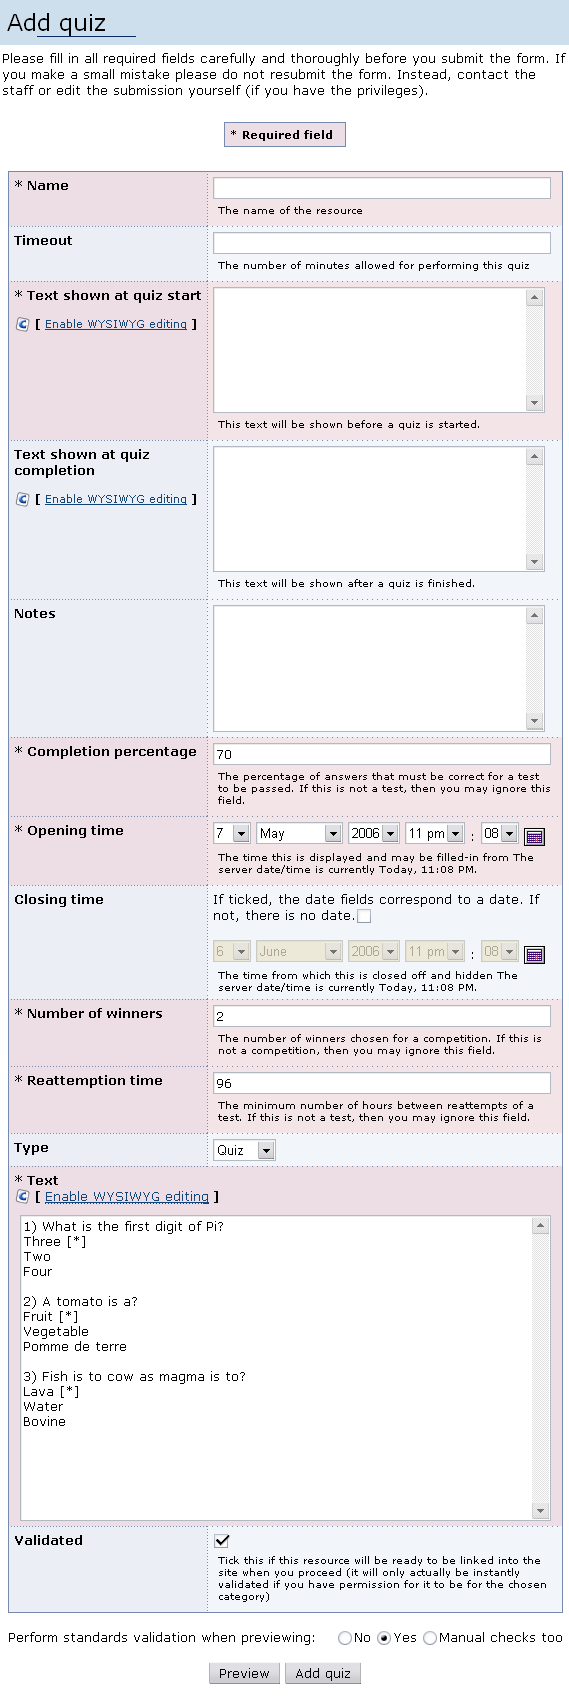 Add quiz
Please fill in all required fields carefully and thoroughly before you submit the form. If
you make a small mistake please do not resubmit the form. Instead, contact the
staff or edit the submission yourself (if you have the privileges).
* Required field
* Name
The name of the resource
Timeout
The number of minutes allowed for performing this quiz
* Text shown at quiz start
[ Enable WYSIWYG editing ]
This text will be shown before a quiz is started.
Text shown at quiz
completion
[ Enable WYSIWYG editing ]
This text will be shown after a quiz is finished.
Notes
* Completion percentage
70
The percentage of answers that must be correct for a test
to be passed. If this is not a test, then you may ignore this
field.
* Opening time
7 May 2006 11 pm : 08
The time this is displayed and may be filled-in from The
server date/time is currently Today, 11:08 PM.
Closing time
If ticked, the date fields correspond to a date. If
not, there is no date.
6 June 2006 11 pm : 08
The time from which this is closed off and hidden The
server date/time is currently Today, 11:08 PM.
* Number of winners
2
The number of winners chosen for a competition. If this is
not a competition, then you may ignore this field.
* Reattemption time
96
The minimum number of hours between reattempts of a
test. If this is not a test, then you may ignore this field.
Type
Quiz
* Text
[ Enable WYSIWYG editing ]
1) What is the first digit of Pi?
Three [*]
Two
Four
2) A tomato is a?
Fruit [*]
Vegetable
Pomme de terre
3) Fish is to cow as magma is to?
Lava [*]
Water
Bovine
Validated
Tick this if this resource will be ready to be linked into the
site when you proceed (it will only actually be instantly
validated if you have permission for it to be for the chosen
category)
Perform standards validation when previewing: No Yes Manual checks too
Preview Add quiz